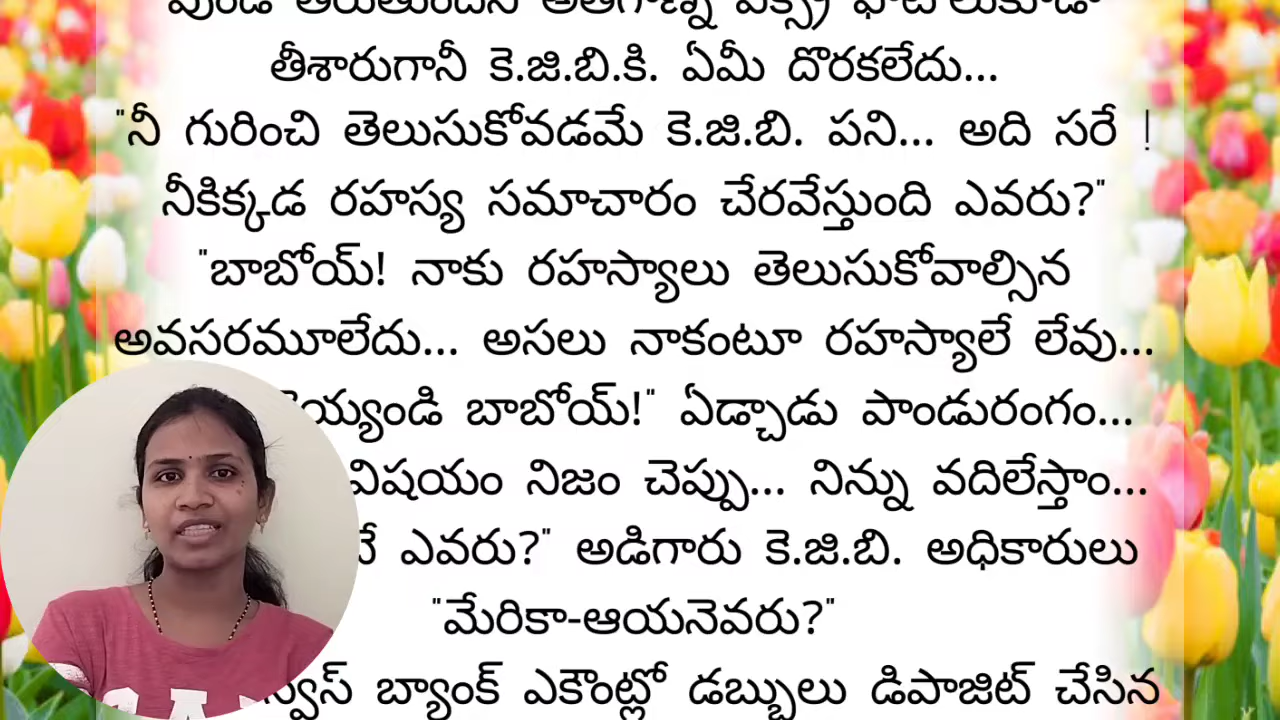 తీశారుగానీ కె.జి.బి.కి. ఏమీ దొరకలేదు...
"నీ గురించి తెలుసుకోవడమే కె.జి.బి. పని... అది సరే !
నీకిక్కడ రహస్య సమాచారం చేరవేస్తుంది ఎవరు?"
"బాబోయ్! నాకు రహస్యాలు తెలుసుకోవాల్సిన
అవసరమూలేదు... అసలు నాకంటూ రహస్యాలే లేవు...
బాబోయ్!" ఏడ్చాడు పాండురంగం...
విషయం నిజం చెప్పు... నిన్ను వదిలేస్తాం...
ఎవరు?" అడిగారు కె.జి.బి. అధికారులు
"మేరికా-ఆయనెవరు?"
బ్యాంక్ ఎకౌంట్లో డబ్బులు డిపాజిట్ చేసిన